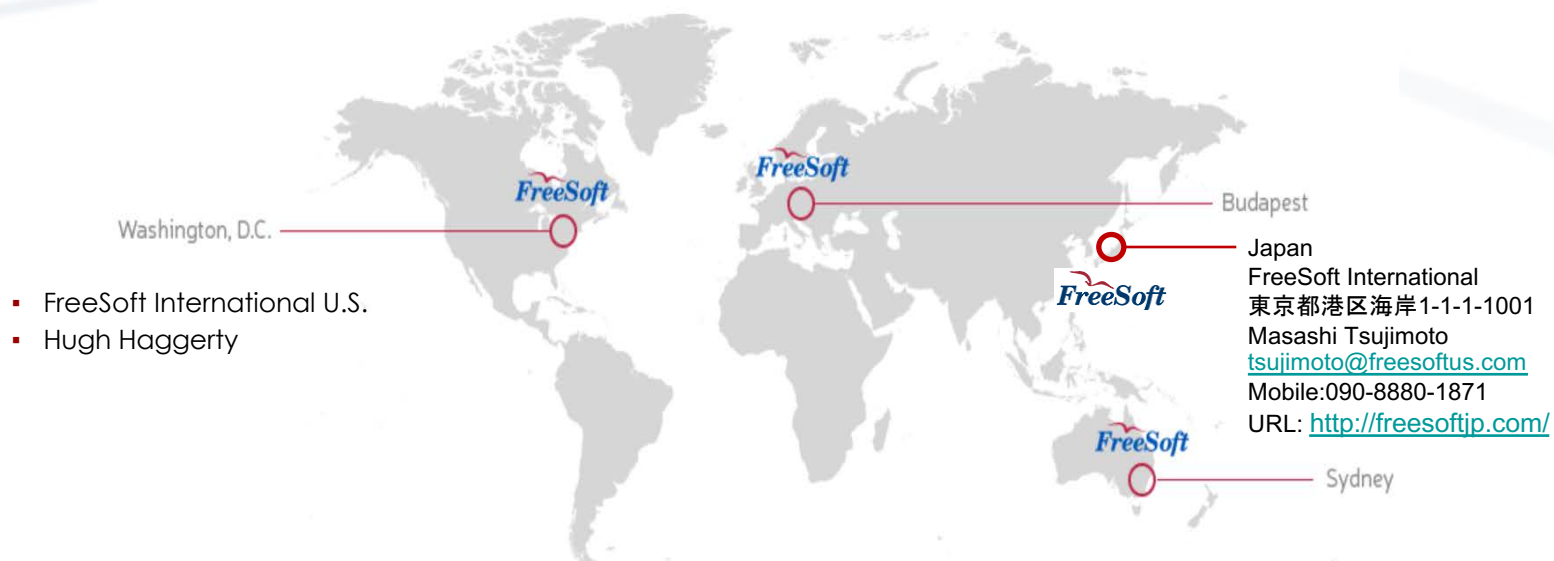 FreeSoft
FreeSoft
Washington, D.C.
Budapest
▪ FreeSoft International U.S.
▪ Hugh Haggerty
FreeSoft
Japan
FreeSoft International
東京都港区海岸1-1-1-1001
Masashi Tsujimoto
tsujimoto@freesoftus.com
Mobile:090-8880-1871
URL: http://freesoftjp.com/
FreeSoft
Sydney